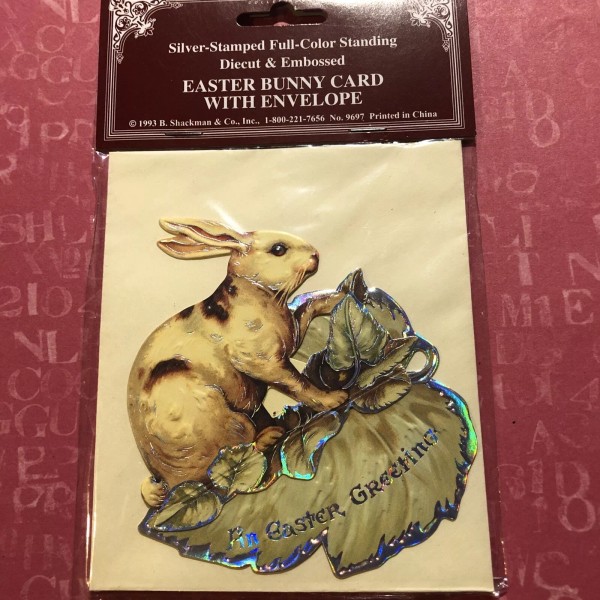 Silver-Stamped Full-Color Standing
Diecut & Embossed
EASTER BUNNY CARD
WITH ENVELOPE
© 1993 B. Shackman & Co., Inc., 1-800-221-7656 No. 9697 Printed in China
An Easter Greeting